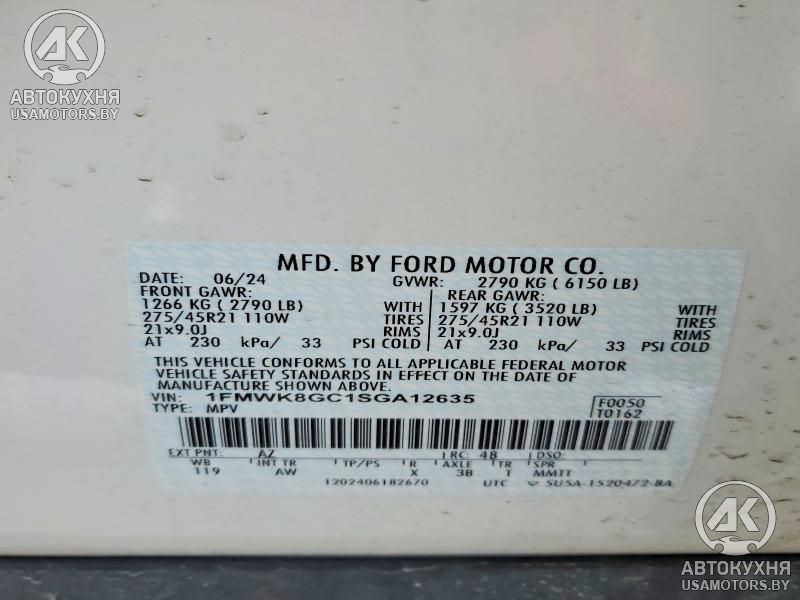 АК
АВТОКУХНЯ
USAMOTORS.BY
MFD. BY FORD MOTOR CO.
DATE: 06/24 GVWR: 2790 KG ( 6150 LB)
FRONT GAWR: REAR GAWR:
1266 KG ( 2790 LB) WITH 1597 KG ( 3520 LB) WITH
275/45R21 110W TIRES 275/45R21 110W TIRES
21x9.0J RIMS 21x9.0J RIMS
AT 230 kPa/ 33 PSI COLD AT 230 kPa/ 33 PSI COLD
THIS VEHICLE CONFORMS TO ALL APPLICABLE FEDERAL MOTOR
VEHICLE SAFETY STANDARDS IN EFFECT ON THE DATE OF
MANUFACTURE SHOWN ABOVE.
VIN: 1FMWK8GC1SGA12635 F0050
TYPE: MPV T0162
EXT PNT: AZ RC: 48 DSO:
WB INT TR TP/PS R AXLE TR SPR
119 AW X 3B T MMTT
1202406182670 UTC SU5A-1520472-BA
АК
АВТОКУХНЯ
USAMOTORS.BY